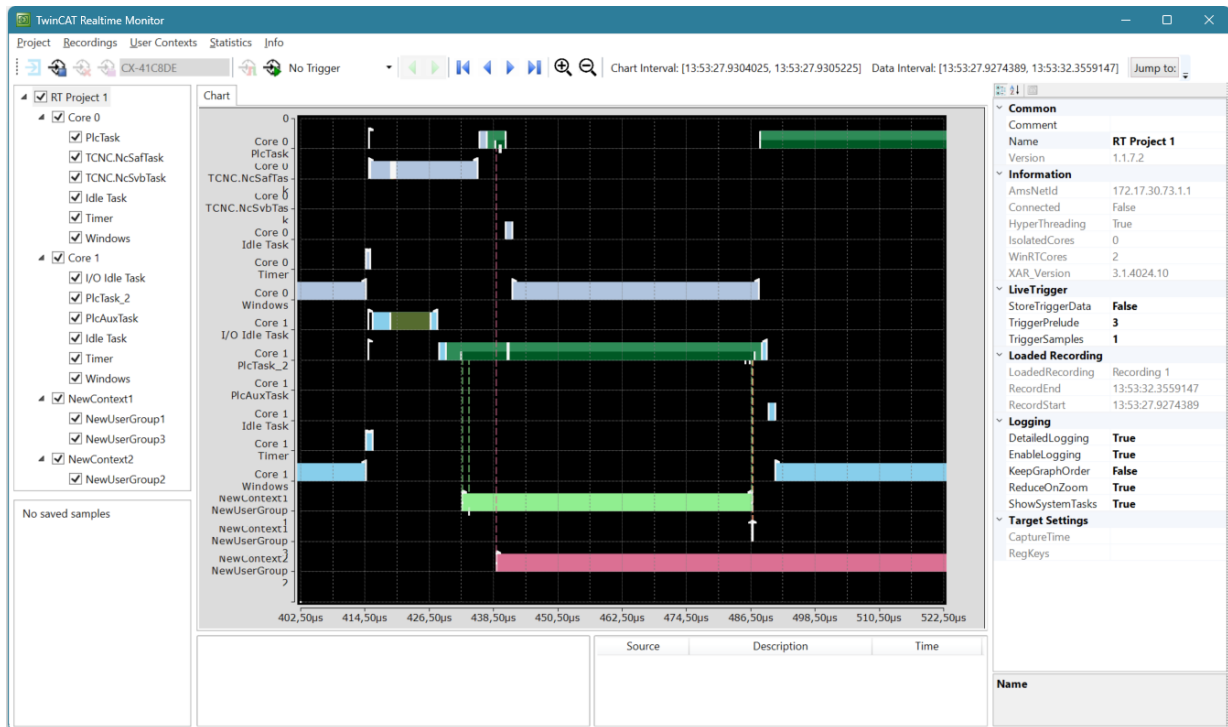 TwinCAT Realtime Monitor
Project Recordings User Contexts Statistics Info
CX-41C8DE No Trigger Chart Interval: [13:53:27.9304025, 13:53:27.9305225] Data Interval: [13:53:27.9274389, 13:53:32.3559147] Jump to:
RT Project 1
Core 0
PlcTask
TCNC.NcSafTask
TCNC.NcSvbTask
Idle Task
Timer
Windows
Core 1
I/O Idle Task
PlcTask_2
PlcAuxTask
Idle Task
Timer
Windows
NewContext1
NewUserGroup1
NewUserGroup3
NewContext2
NewUserGroup2
No saved samples
Chart
0
Core 0
PlcTask
Core 0
TCNC.NcSafTas
k
Core 0
TCNC.NcSvbTas
k
Core 0
Idle Task
Core 0
Timer
Core 0
Windows
Core 1
I/O Idle Task
Core 1
PlcTask_2
Core 1
PlcAuxTask
Core 1
Idle Task
Core 1
Timer
Core 1
Windows
NewContext1
NewUserGroup
1
NewContext1
NewUserGroup
3
NewContext2
NewUserGroup
2
402,50µs 414,50µs 426,50µs 438,50µs 450,50µs 462,50µs 474,50µs 486,50µs 498,50µs 510,50µs 522,50µs
Source Description Time
Common
Comment
Name RT Project 1
Version 1.1.7.2
Information
AmsNetId 172.17.30.73.1.1
Connected False
HyperThreading True
IsolatedCores 0
WinRTCores 2
XAR_Version 3.1.4024.10
LiveTrigger
StoreTriggerData False
TriggerPrelude 3
TriggerSamples 1
Loaded Recording
LoadedRecording Recording 1
RecordEnd 13:53:32.3559147
RecordStart 13:53:27.9274389
Logging
DetailedLogging True
EnableLogging True
KeepGraphOrder False
ReduceOnZoom True
ShowSystemTasks True
Target Settings
CaptureTime
RegKeys
Name